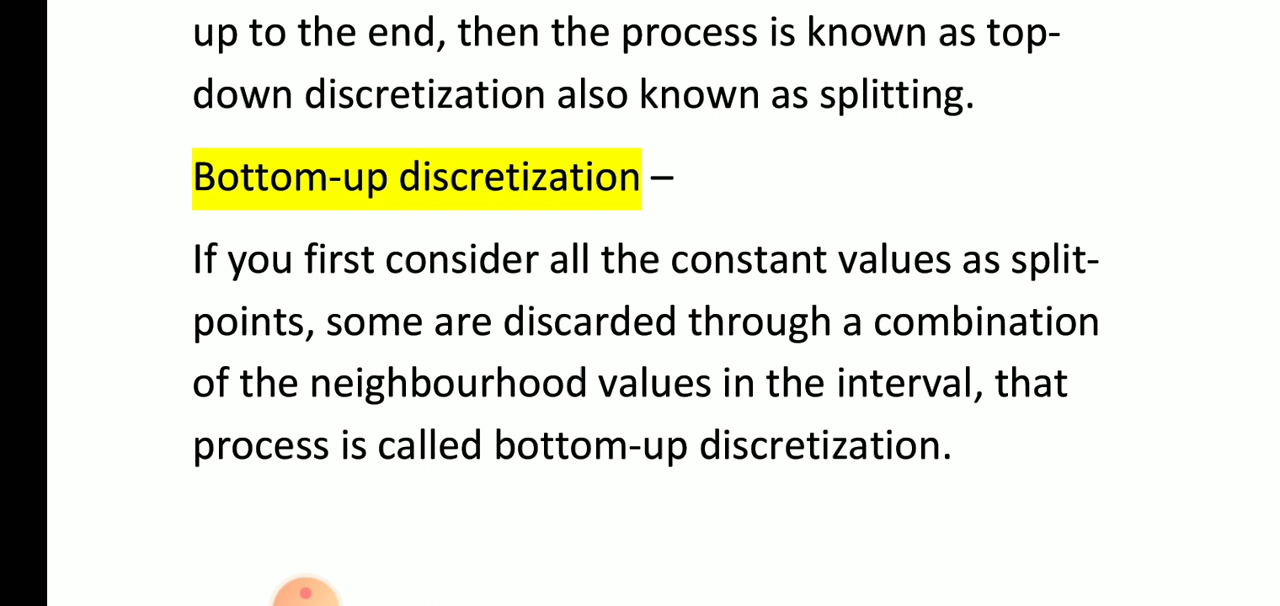 up to the end, then the process is known as top-
down discretization also known as splitting.
Bottom-up discretization –
If you first consider all the constant values as split-
points, some are discarded through a combination
of the neighbourhood values in the interval, that
process is called bottom-up discretization.